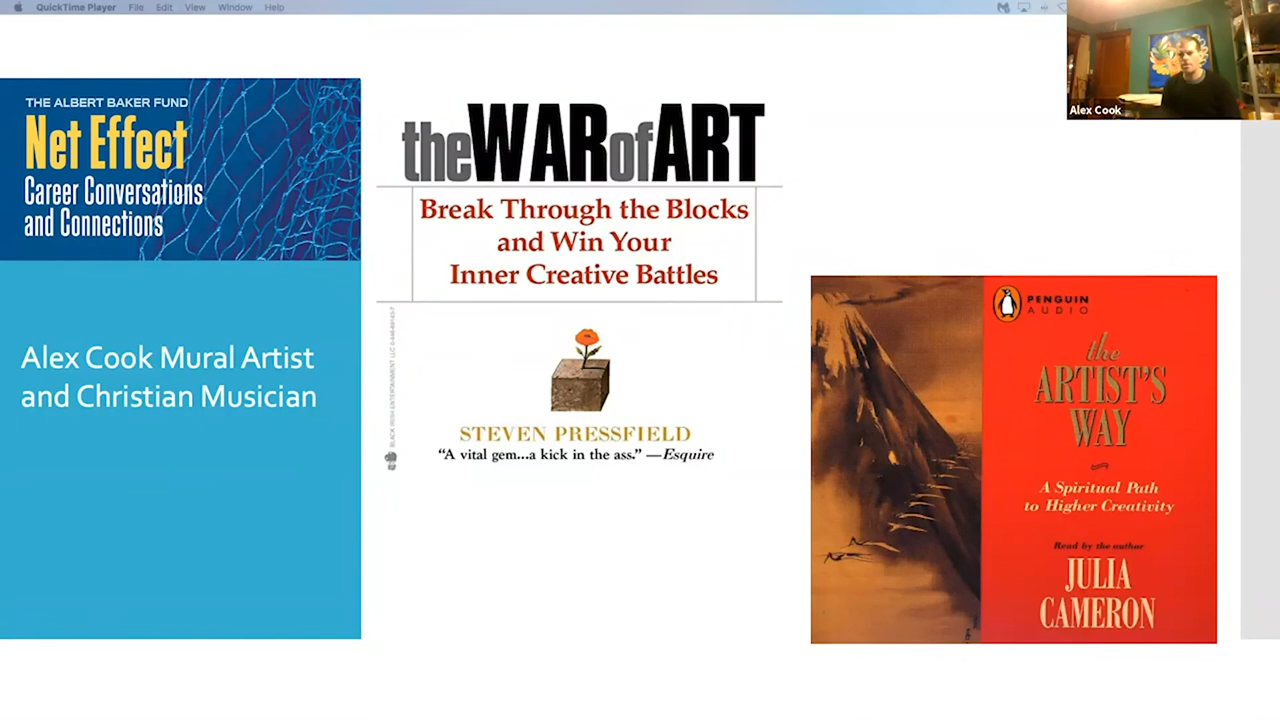 QuickTime Player File Edit View Window Help
Alex Cook
THE ALBERT BAKER FUND
Net Effect
Career Conversations
and Connections
Alex Cook Mural Artist
and Christian Musician
the WAR of ART
Break Through the Blocks
and Win Your
Inner Creative Battles
STEVEN PRESSFIELD
“A vital gem...a kick in the ass.” —Esquire
PENGUIN
AUDIO
the
ARTIST'S
WAY
A Spiritual Path
to Higher Creativity
Read by the author
JULIA
CAMERON